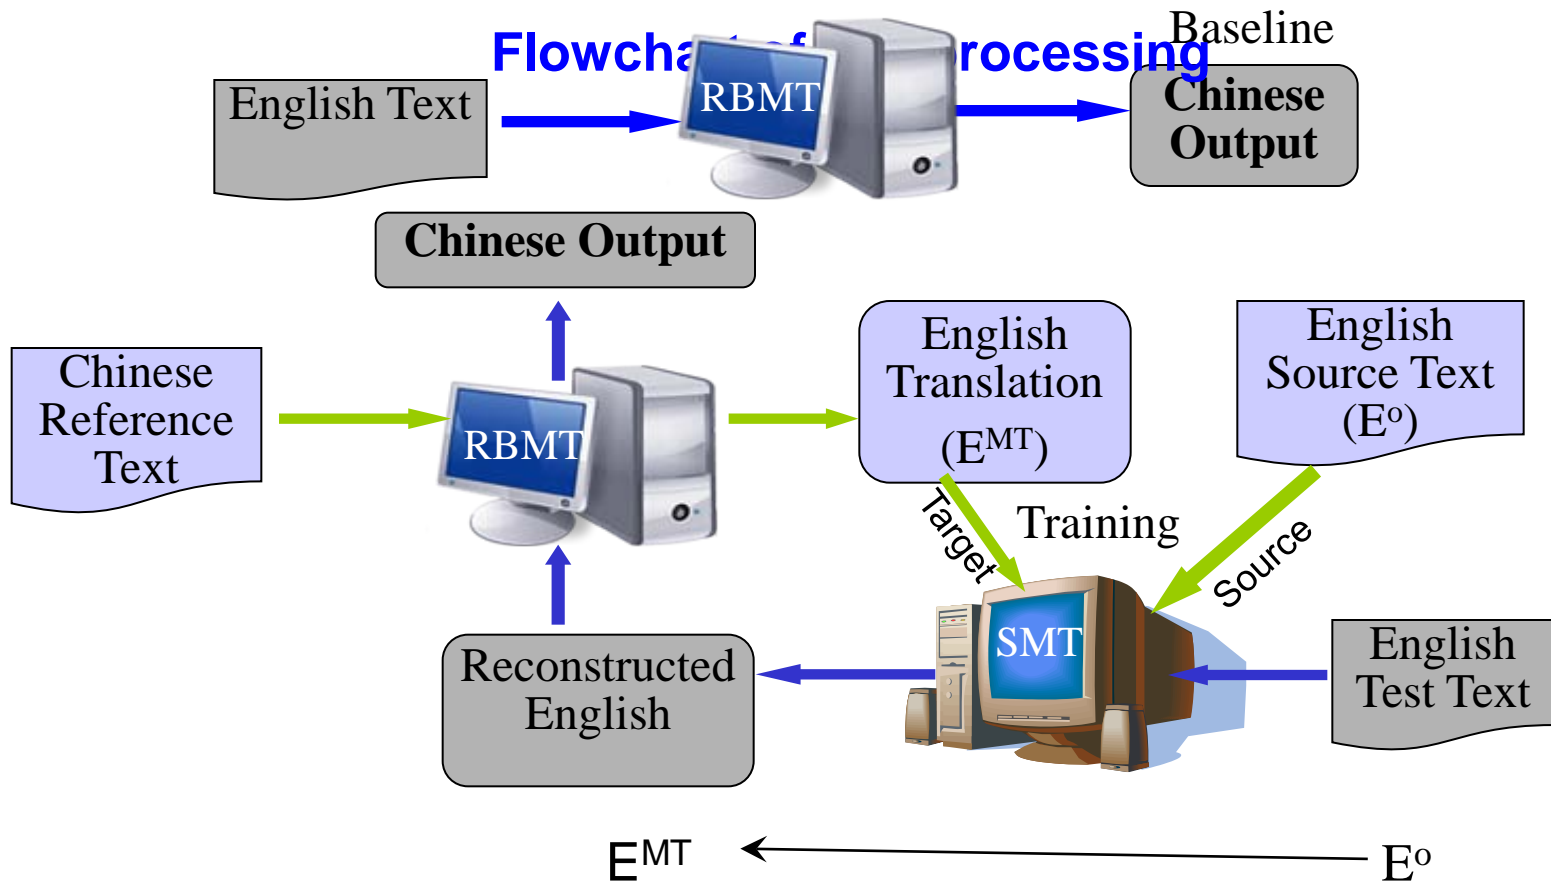 Baseline
Flowcha rocessing
English Text
RBMT
Chinese
Output
Chinese Output
Chinese
Reference
Text
RBMT
English
Translation
(Eᴹᵀ)
English
Source Text
(Eᵒ)
Target
Training
Source
SMT
Reconstructed
English
English
Test Text
Eᴹᵀ
Eᵒ